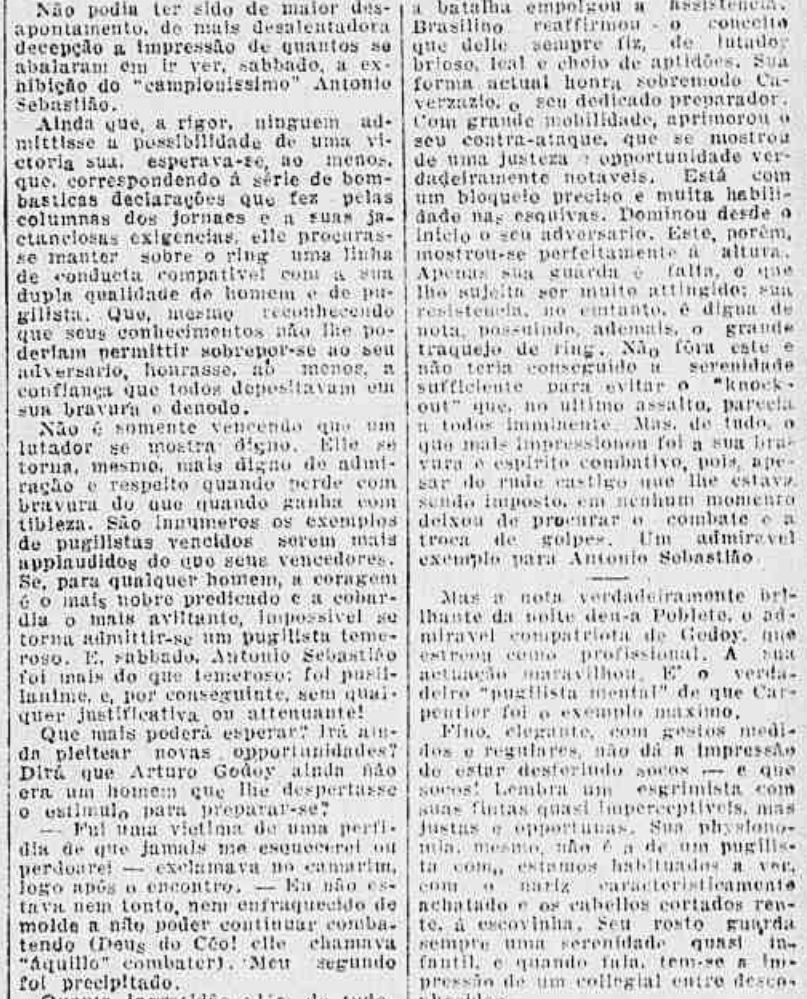 Não podia ter sido de maior des-
apontamento, de mais desalentadora
decepção a impressão de quantos se
abalaram em ir ver, sabbado, a ex-
hibição do "campionissimo" Antonio
Sebastião.
Ainda que, a rigor, ninguem ad-
mittisse a possibilidade de uma vi-
ctoria sua, esperava-se, ao menos,
que, correspondendo á série de bom-
basticas declarações que fez pelas
columnas dos jornaes e a suas ja-
ctanciosas exigencias, elle procuras-
se manter sobre o ring uma linha
de conducta compativel com a sua
dupla qualidade de homem e de pu-
gilista. Que, mesmo reconhecendo
que seus conhecimentos não lhe po-
deriam permittir sobrepor-se ao seu
adversario, honrasse, ao menos, a
confiança que todos depositavam em
sua bravura e denodo.
Não é somente vencendo que um
lutador se mostra digno. Elle se
torna, mesmo, mais digno de admi-
ração e respeito quando perde com
bravura do que quando ganha com
tibieza. São innumeros os exemplos
de pugilistas vencidos serem mais
applaudidos do que seus vencedores.
Se, para qualquer homem, a coragem
é o mais nobre predicado e a cobar-
dia o mais aviltante, impossivel se
torna admittir-se um pugilista teme-
roso. E, sabbado, Antonio Sebastião
foi mais do que temeroso: foi pusil-
lanime, e, por conseguinte, sem qual-
quer justificativa ou attenuante!
Que mais poderá esperar? Irá ain-
da pleitear novas opportunidades?
Dirá que Arturo Godoy ainda não
era um homem que lhe despertasse
o estimulo para preparar-se?
— Fui uma victima de uma perfi-
dia de que jamais me esquecerei ou
perdoarei — exclamava no camarim,
logo após o encontro. — Eu não es-
tava nem tonto, nem enfraquecido de
molde a não poder continuar comba-
tendo (Deus do Céo! elle chamava
"áquillo" combater). Meu segundo
foi precipitado.
a batalha empolgou a assistencia.
Brasilino reaffirmou o conceito
que delle sempre fiz, de lutador
brioso, leal e cheio de aptidões. Sua
forma actual honra sobremodo Ca-
verzazio, o seu dedicado preparador.
Com grande mobilidade, aprimorou o
seu contra-ataque, que se mostrou
de uma justeza e opportunidade ver-
dadeiramente notaveis. Está com
um bloqueio preciso e muita habili-
dade nas esquivas. Dominou desde o
inicio o seu adversario. Este, porém,
mostrou-se perfeitamente á altura.
Apenas sua guarda é falta, o que
lhe sujeita ser muito attingido; sua
resistencia, no emtanto, é digna de
nota, possuindo, ademais, o grande
traquejo de ring. Não fôra este e
não teria conseguido a serenidade
sufficiente para evitar o "knock-
out" que, no ultimo assalto, parecia
a todos imminente. Mas, de tudo, o
que mais impressionou foi a sua bra-
vura e espirito combativo, pois, ape-
sar do rude castigo que lhe estava
sendo imposto, em nenhum momento
deixou de procurar o combate e a
troca de golpes. Um admiravel
exemplo para Antonio Sebastião.
Mas a nota verdadeiramente bri-
lhante da noite deu-a Poblete, o ad-
miravel compatriota de Godoy, que
estreou como profissional. A sua
actuação maravilhou. E' o verda-
deiro "pugilista mental" de que Car-
pentier foi o exemplo maximo.
Fino, elegante, com gestos medi-
dos e regulares, não dá a impressão
de estar desferindo socos — e que
socos! Lembra um esgrimista com
suas fintas quasi imperceptiveis, mas
justas e opportunas. Sua physiono-
mia, mesmo, não é a de um pugilis-
ta como estamos habituados a ver,
com o nariz caracteristicamente
achatado e os cabellos cortados ren-
te, á escovinha. Seu rosto guarda
sempre uma serenidade quasi in-
fantil, e quando fala, tem-se a im-
pressão de um collegial entre desco-